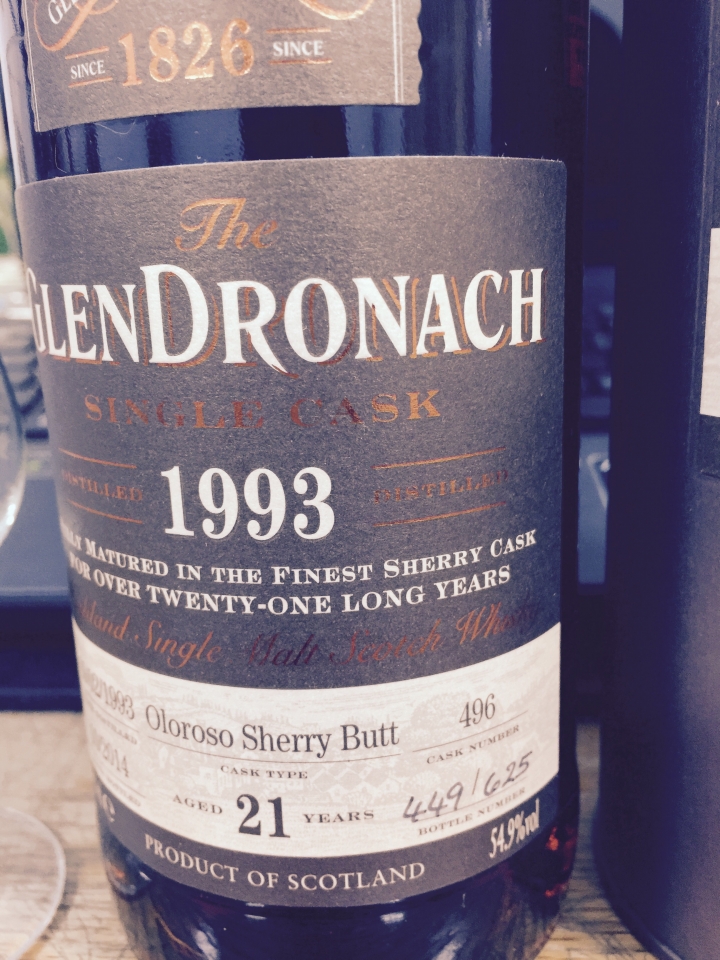 SINCE 1826 SINCE
The
GLENDRONACH
SINGLE CASK
DISTILLED 1993 DISTILLED
MATURED IN THE FINEST SHERRY CASK
FOR OVER TWENTY-ONE LONG YEARS
Single Malt Scotch Whisky
/1993 Oloroso Sherry Butt 496
CASK TYPE CASK NUMBER
2014
AGED 21 YEARS 449/625
BOTTLE NUMBER
54.9%vol
PRODUCT OF SCOTLAND